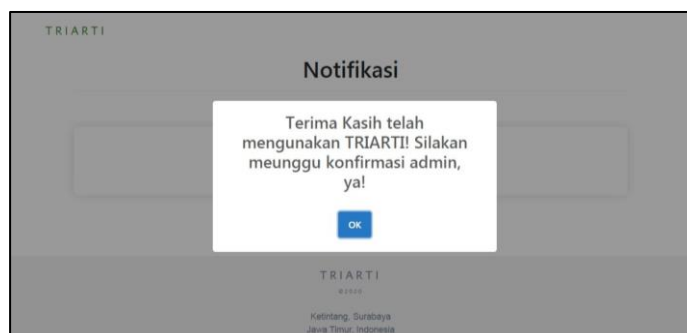 TRIARTI
Notifikasi
Terima Kasih telah
mengunakan TRIARTI! Silakan
meunggu konfirmasi admin,
ya!
OK
TRIARTI
©2020
Ketintang, Surabaya
Jawa Timur, Indonesia